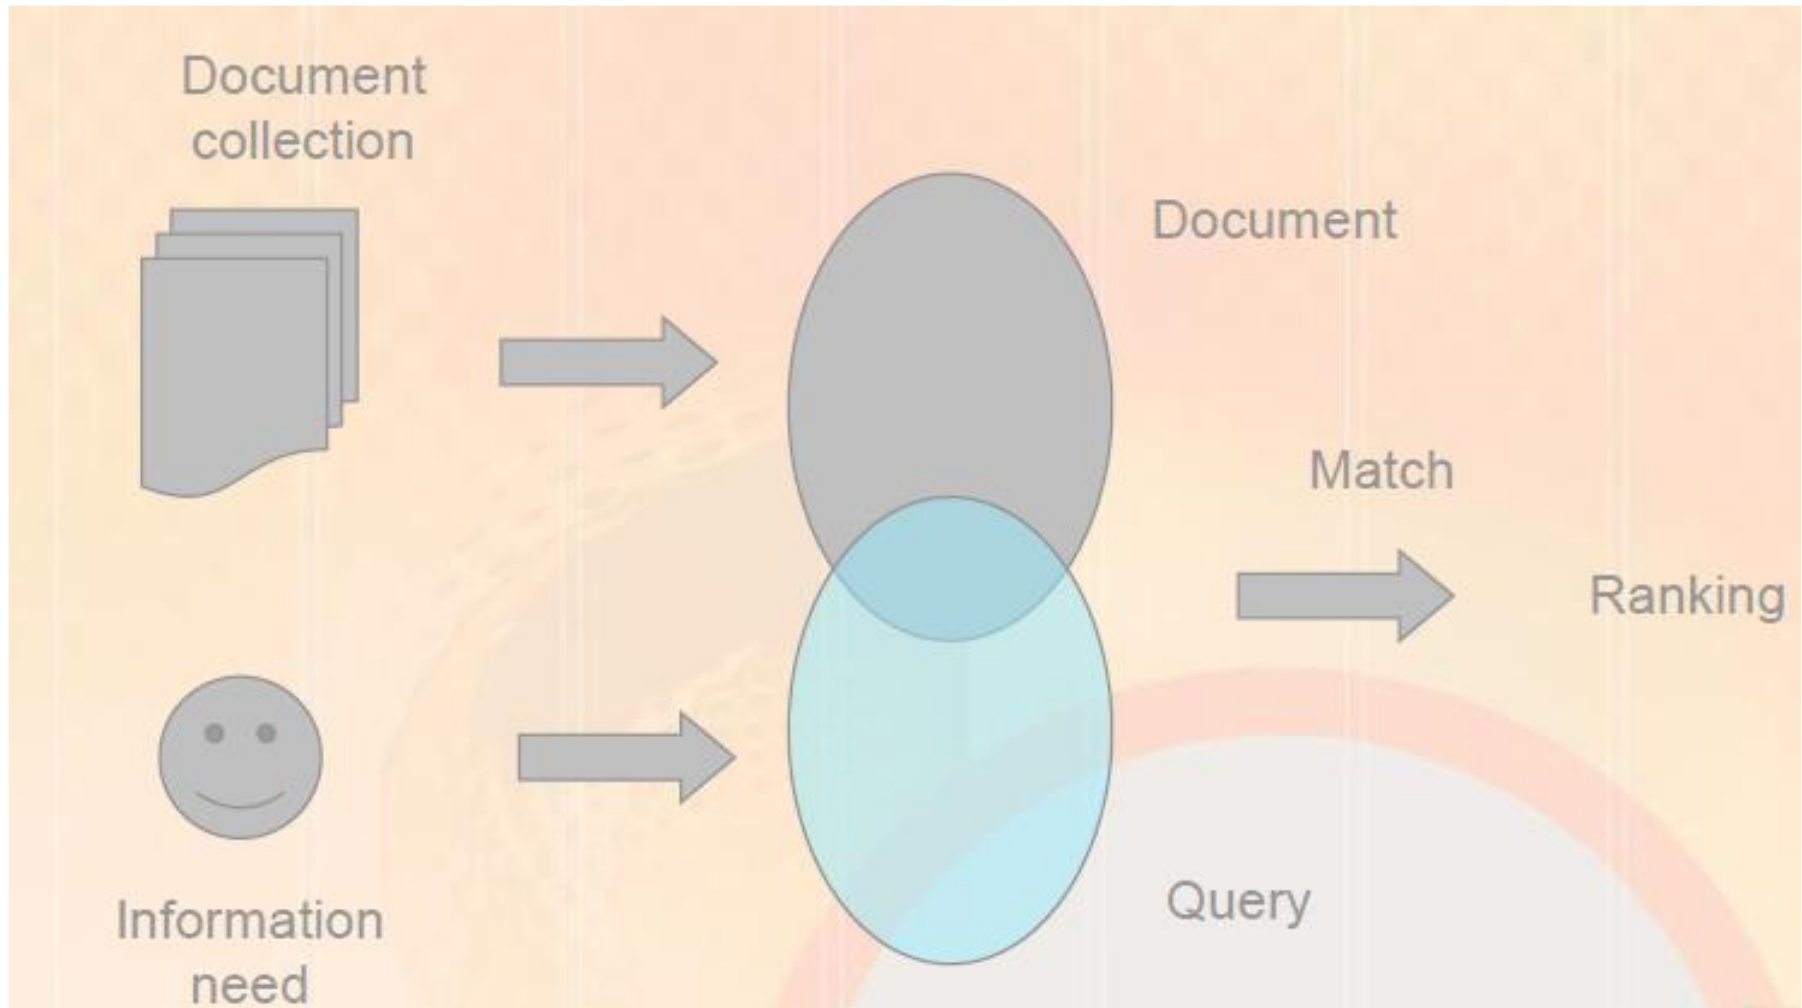 Document
collection
Document
Match
Ranking
Information
need
Query